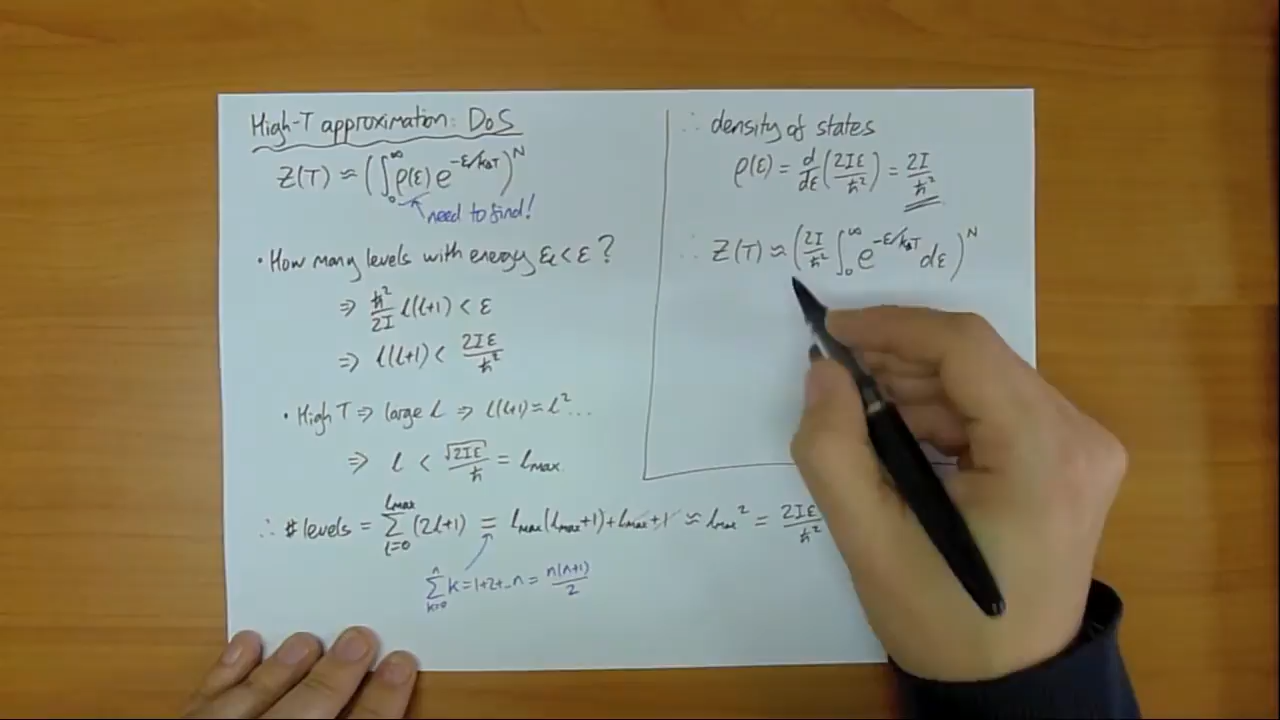 High-T approximation: DoS
Z(T) ≈ (∫₀^∞ ρ(ε) e^(-ε/k_BT))^N
need to find!
• How many levels with energy ε_l < ε ?
⇒ ħ²/2I l(l+1) < ε
⇒ l(l+1) < 2Iε/ħ²
• High T ⇒ large l ⇒ l(l+1) = l² ...
⇒ l < √(2Iε)/ħ = l_max
∴ # levels = Σ_{l=0}^{l_max} (2l+1) = l_max(l_max+1) + l_max + 1 ≈ l_max² = 2Iε/ħ²
Σ_{k=0}^{n} k = 1+2+...n = n(n+1)/2
∴ density of states
ρ(ε) = d/dε (2Iε/ħ²) = 2I/ħ²
∴ Z(T) ≈ (2I/ħ² ∫₀^∞ e^(-ε/k_BT) dε)^N